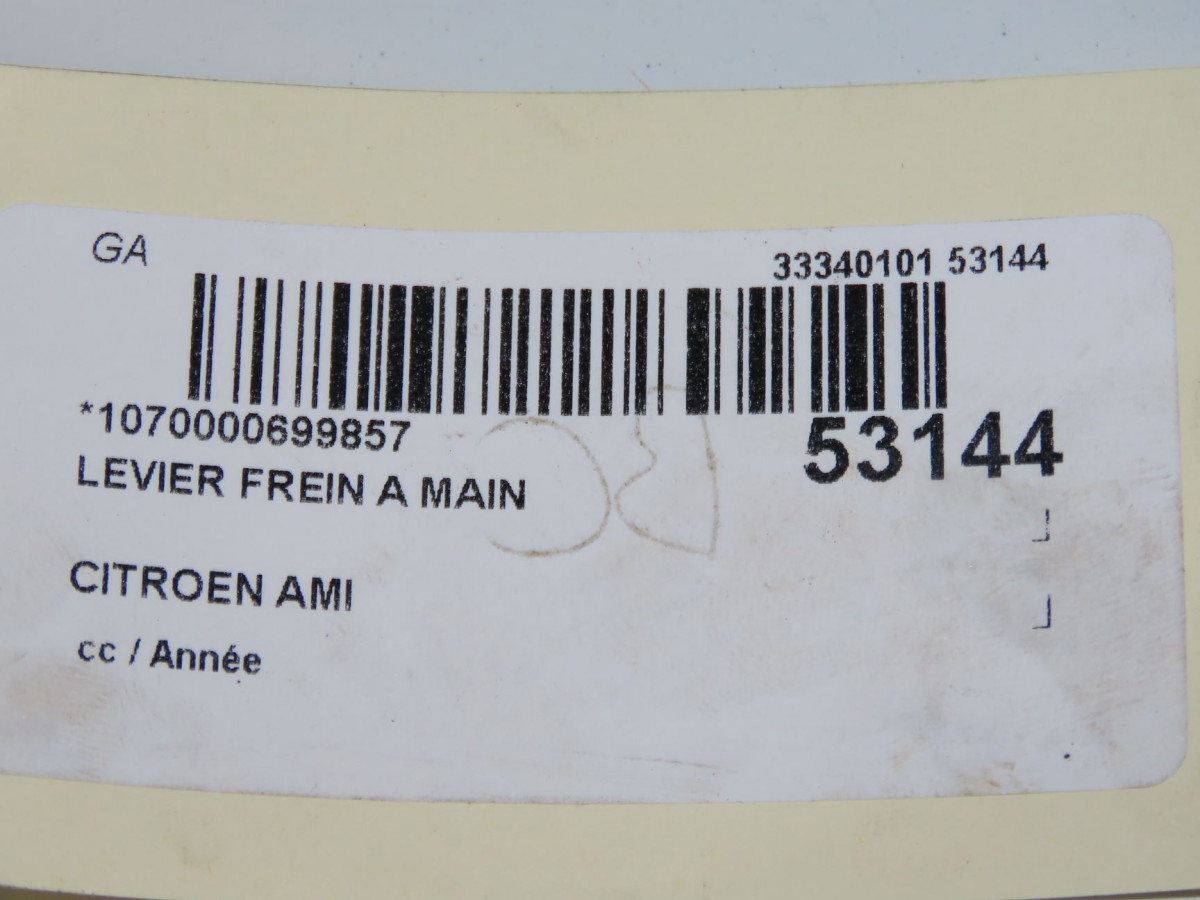 GA
33340101 53144
*1070000699857
53144
LEVIER FREIN A MAIN
CITROEN AMI
cc / Année